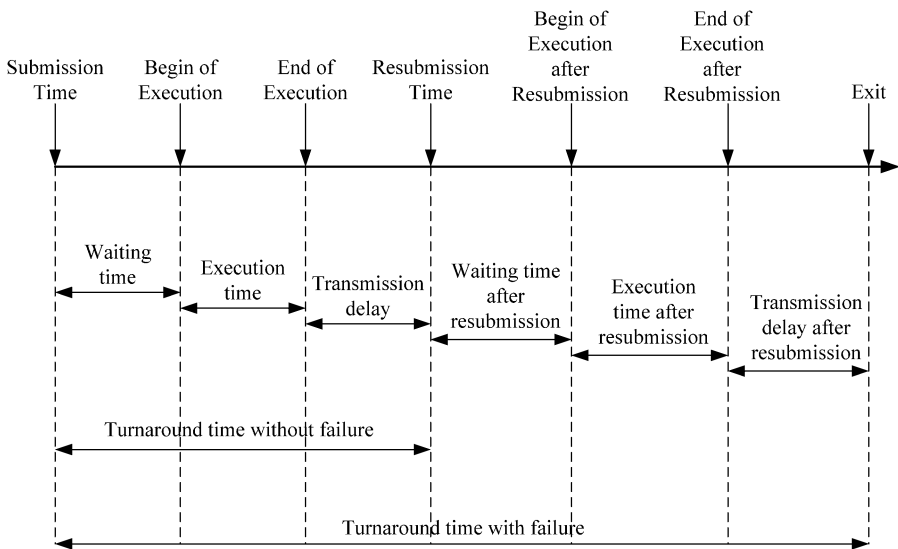 Submission
Time
Begin of
Execution
End of
Execution
Resubmission
Time
Begin of
Execution
after
Resubmission
End of
Execution
after
Resubmission
Exit
Waiting
time
Execution
time
Transmission
delay
Waiting time
after
resubmission
Execution
time after
resubmission
Transmission
delay after
resubmission
Turnaround time without failure
Turnaround time with failure